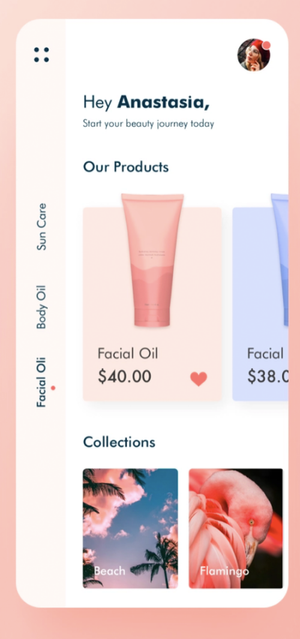 Hey Anastasia,
Start your beauty journey today
Our Products
Sun Care
Body Oil
Facial Oli
Facial Oil
$40.00
Facial
$38.0
Collections
Beach
Flamingo